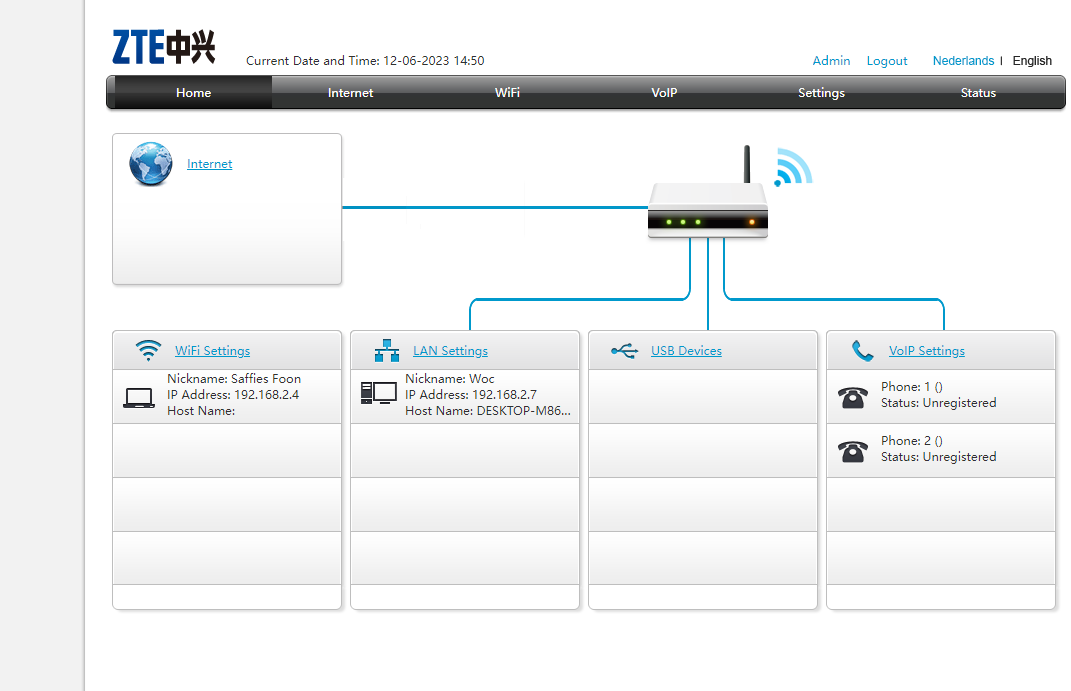 ZTE中兴
Current Date and Time: 12-06-2023 14:50
Admin Logout Nederlands | English
Home Internet WiFi VoIP Settings Status
Internet
WiFi Settings
Nickname: Saffies Foon
IP Address: 192.168.2.4
Host Name:
LAN Settings
Nickname: Woc
IP Address: 192.168.2.7
Host Name: DESKTOP-M86...
USB Devices
VoIP Settings
Phone: 1 ()
Status: Unregistered
Phone: 2 ()
Status: Unregistered